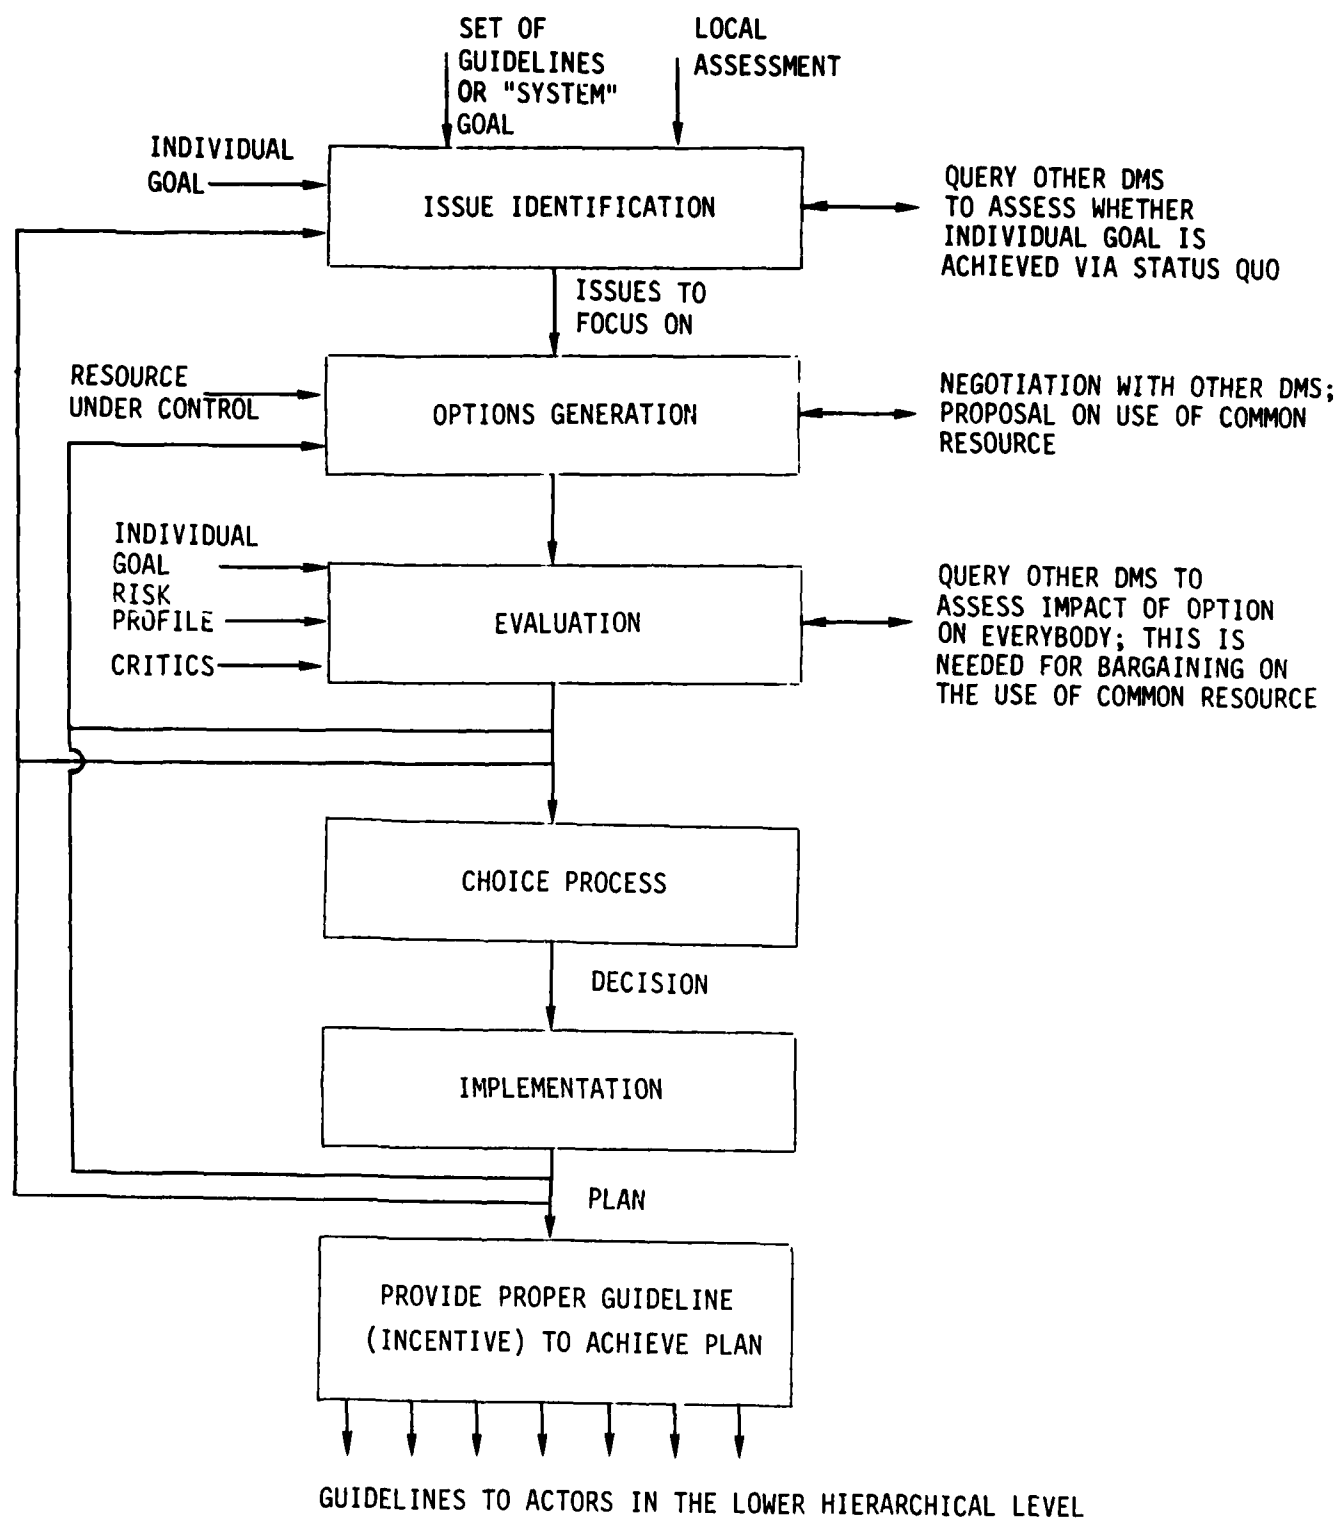 SET OF
GUIDELINES
OR "SYSTEM"
GOAL
LOCAL
ASSESSMENT
INDIVIDUAL
GOAL
ISSUE IDENTIFICATION
QUERY OTHER DMS
TO ASSESS WHETHER
INDIVIDUAL GOAL IS
ACHIEVED VIA STATUS QUO
ISSUES TO
FOCUS ON
RESOURCE
UNDER CONTROL
OPTIONS GENERATION
NEGOTIATION WITH OTHER DMS;
PROPOSAL ON USE OF COMMON
RESOURCE
INDIVIDUAL
GOAL
RISK
PROFILE
CRITICS
EVALUATION
QUERY OTHER DMS TO
ASSESS IMPACT OF OPTION
ON EVERYBODY; THIS IS
NEEDED FOR BARGAINING ON
THE USE OF COMMON RESOURCE
CHOICE PROCESS
DECISION
IMPLEMENTATION
PLAN
PROVIDE PROPER GUIDELINE
(INCENTIVE) TO ACHIEVE PLAN
GUIDELINES TO ACTORS IN THE LOWER HIERARCHICAL LEVEL